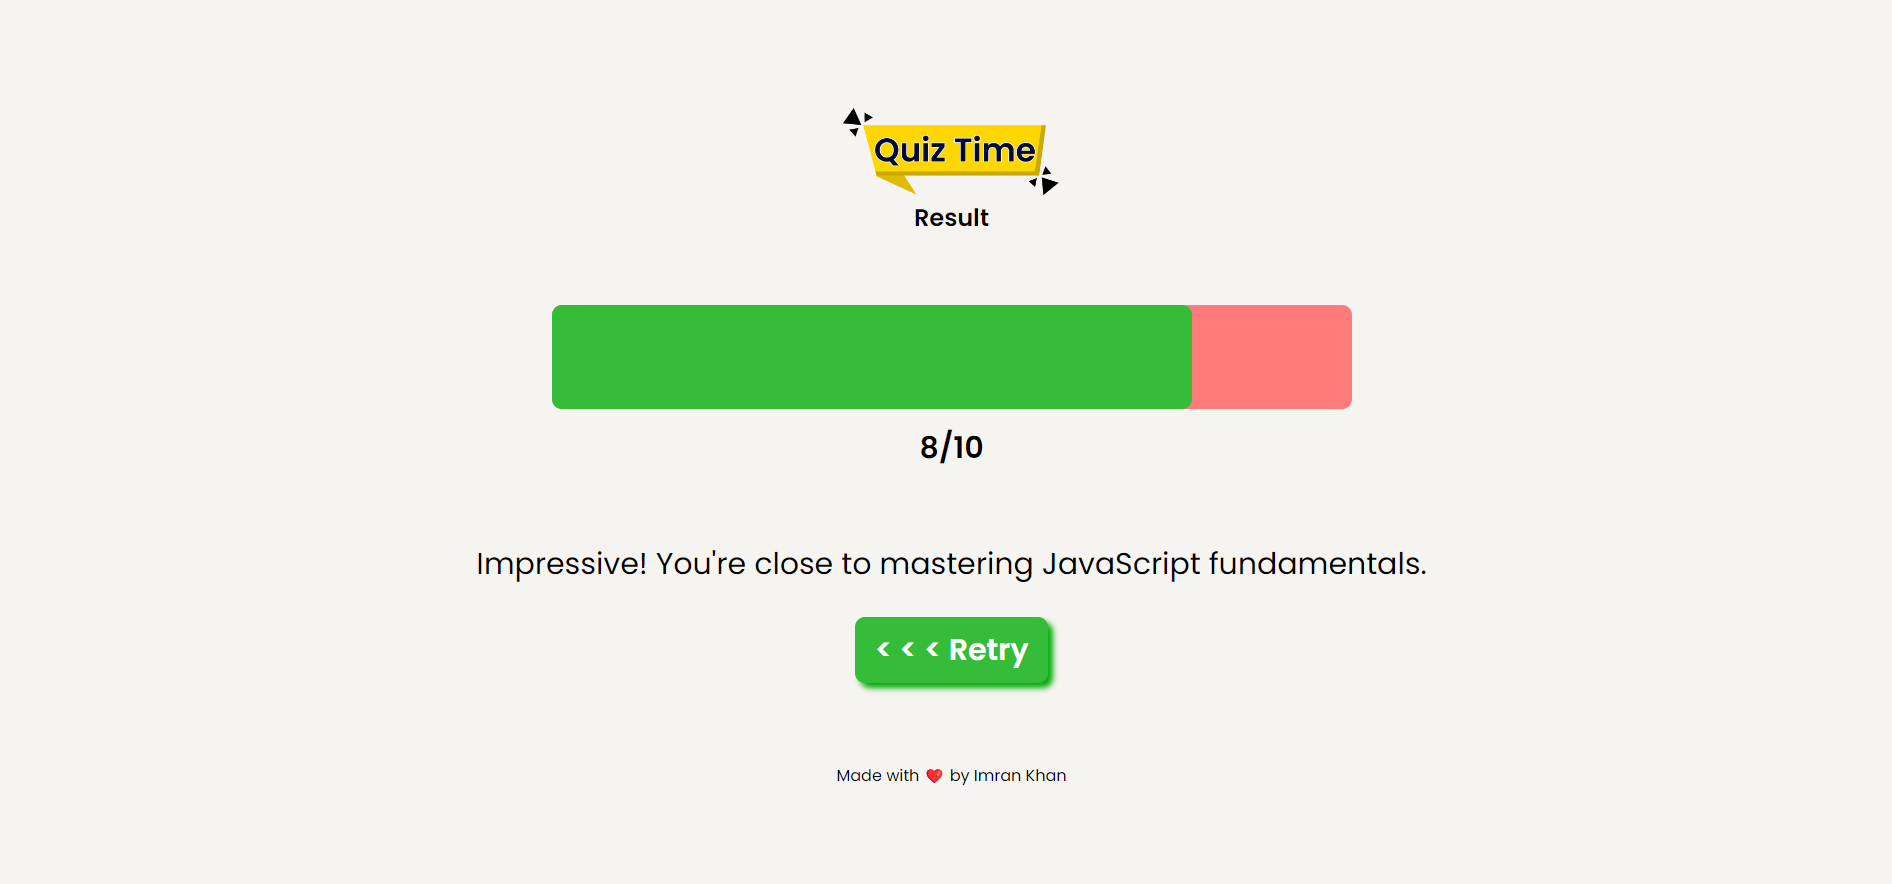 Quiz Time
Result
8/10
Impressive! You're close to mastering JavaScript fundamentals.
< < < Retry
Made with ❤️ by Imran Khan